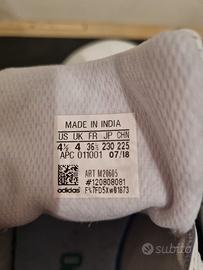 MADE IN INDIA
US UK FR JP CHN
4½ 4 36⅔ 230 225
APC 011001 07/18
ART M20605
#120808081
adidas
subito